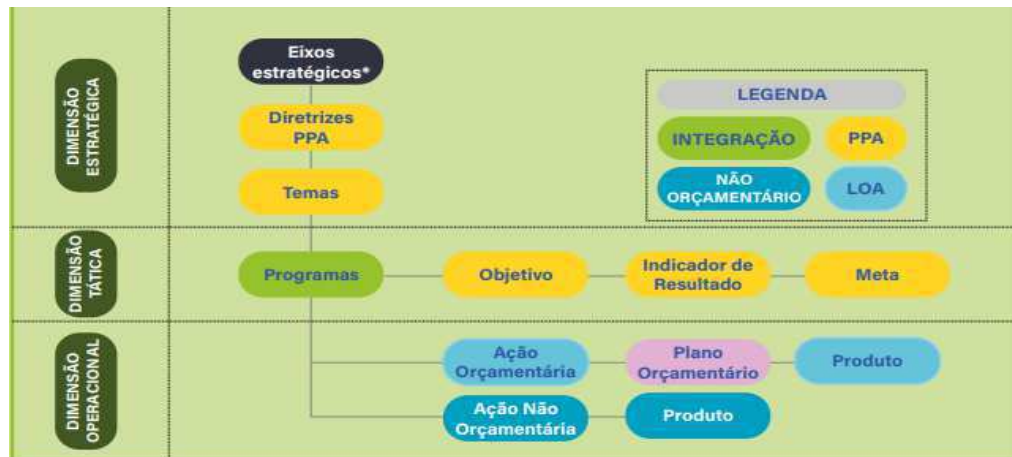 DIMENSÃO
ESTRATÉGICA
Eixos
estratégicos*
Diretrizes
PPA
Temas
LEGENDA
INTEGRAÇÃO
PPA
NÃO
ORÇAMENTÁRIO
LOA
DIMENSÃO
TÁTICA
Programas
Objetivo
Indicador de
Resultado
Meta
DIMENSÃO
OPERACIONAL
Ação
Orçamentária
Plano
Orçamentário
Produto
Ação Não
Orçamentária
Produto